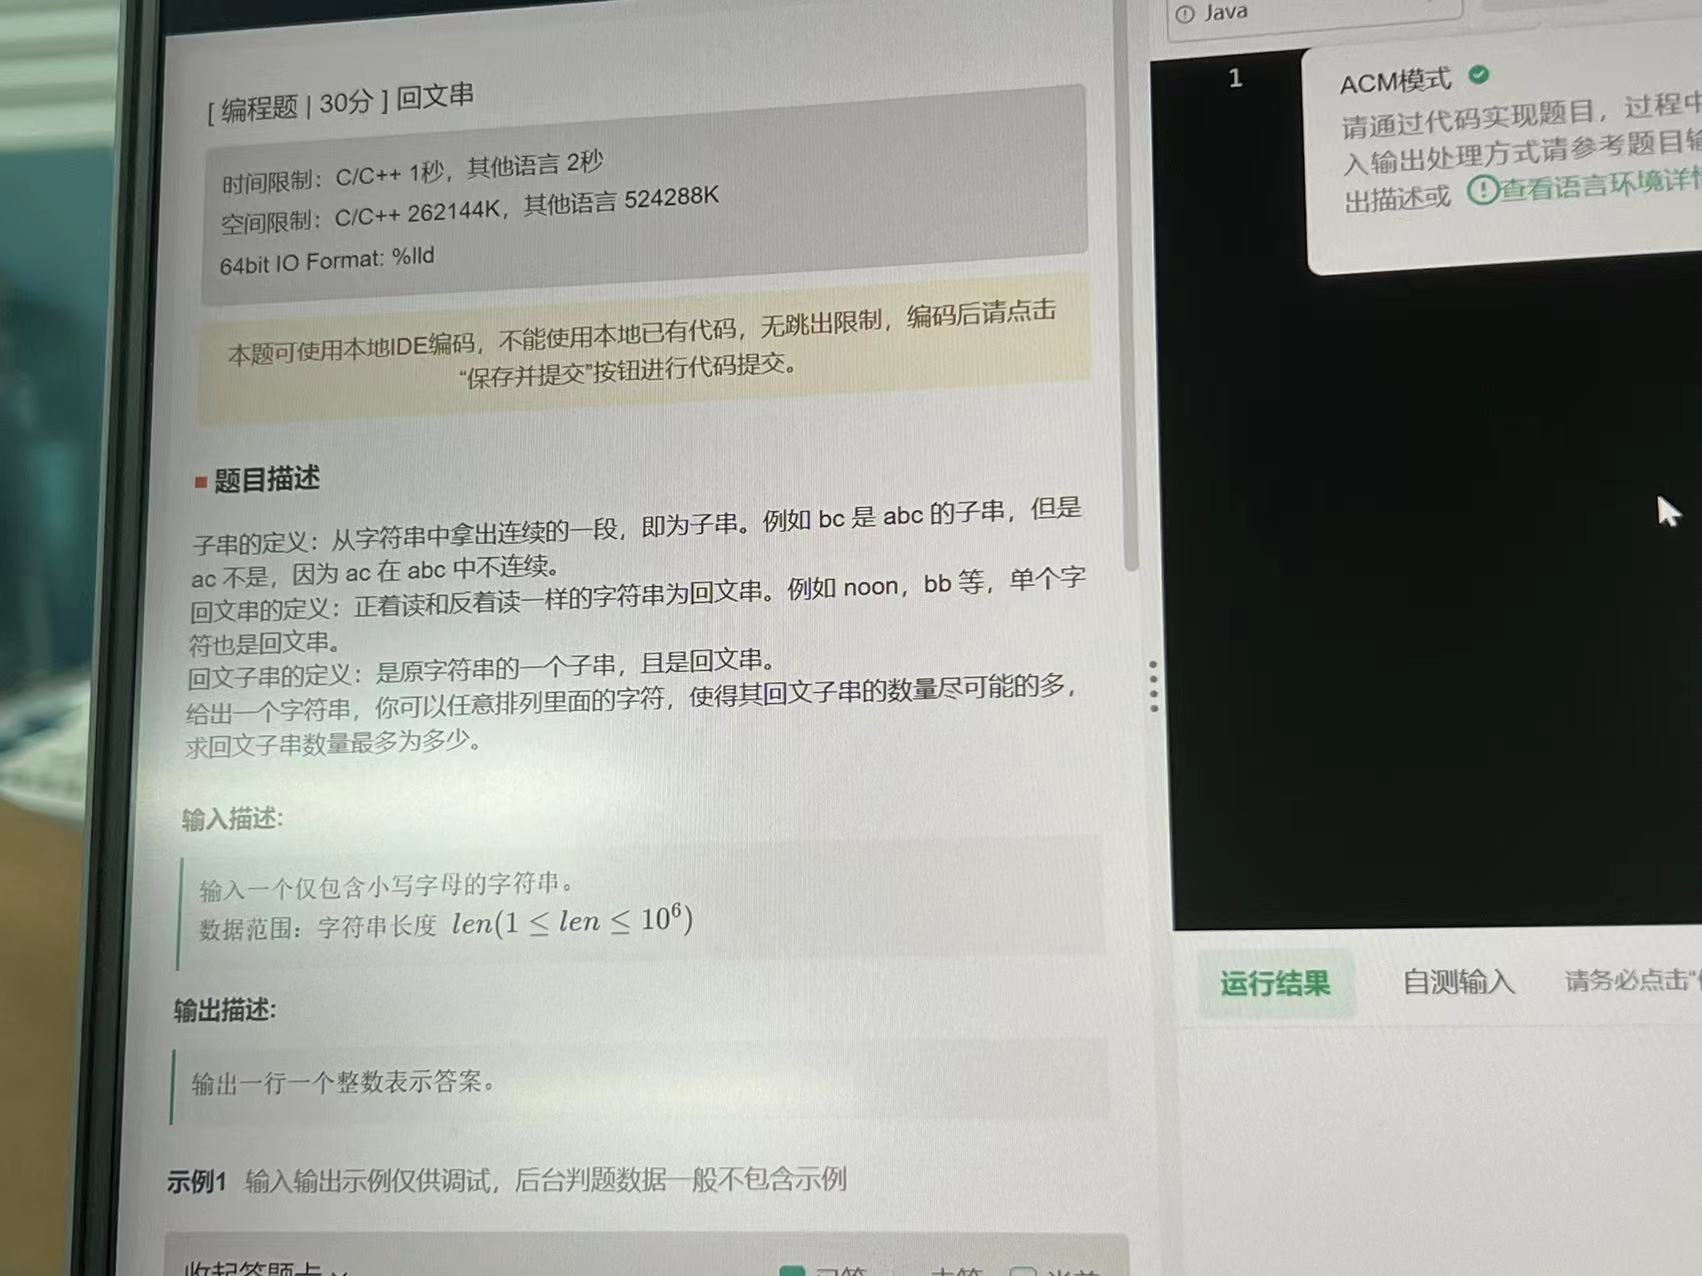 [ 编程题 | 30分 ] 回文串
时间限制：C/C++ 1秒，其他语言 2秒
空间限制：C/C++ 262144K，其他语言 524288K
64bit IO Format: %lld
本题可使用本地IDE编码，不能使用本地已有代码，无跳出限制，编码后请点击
“保存并提交”按钮进行代码提交。
题目描述
子串的定义：从字符串中拿出连续的一段，即为子串。例如 bc 是 abc 的子串，但是
ac 不是，因为 ac 在 abc 中不连续。
回文串的定义：正着读和反着读一样的字符串为回文串。例如 noon，bb 等，单个字
符也是回文串。
回文子串的定义：是原字符串的一个子串，且是回文串。
给出一个字符串，你可以任意排列里面的字符，使得其回文子串的数量尽可能的多，
求回文子串数量最多为多少。
输入描述:
输入一个仅包含小写字母的字符串。
数据范围：字符串长度 len(1 ≤ len ≤ 10⁶)
输出描述:
输出一行一个整数表示答案。
示例1 输入输出示例仅供调试，后台判题数据一般不包含示例
收起答题卡
Java
1
ACM模式
请通过代码实现题目，过程中
入输出处理方式请参考题目输
出描述或 查看语言环境详情
运行结果 自测输入 请务必点击“